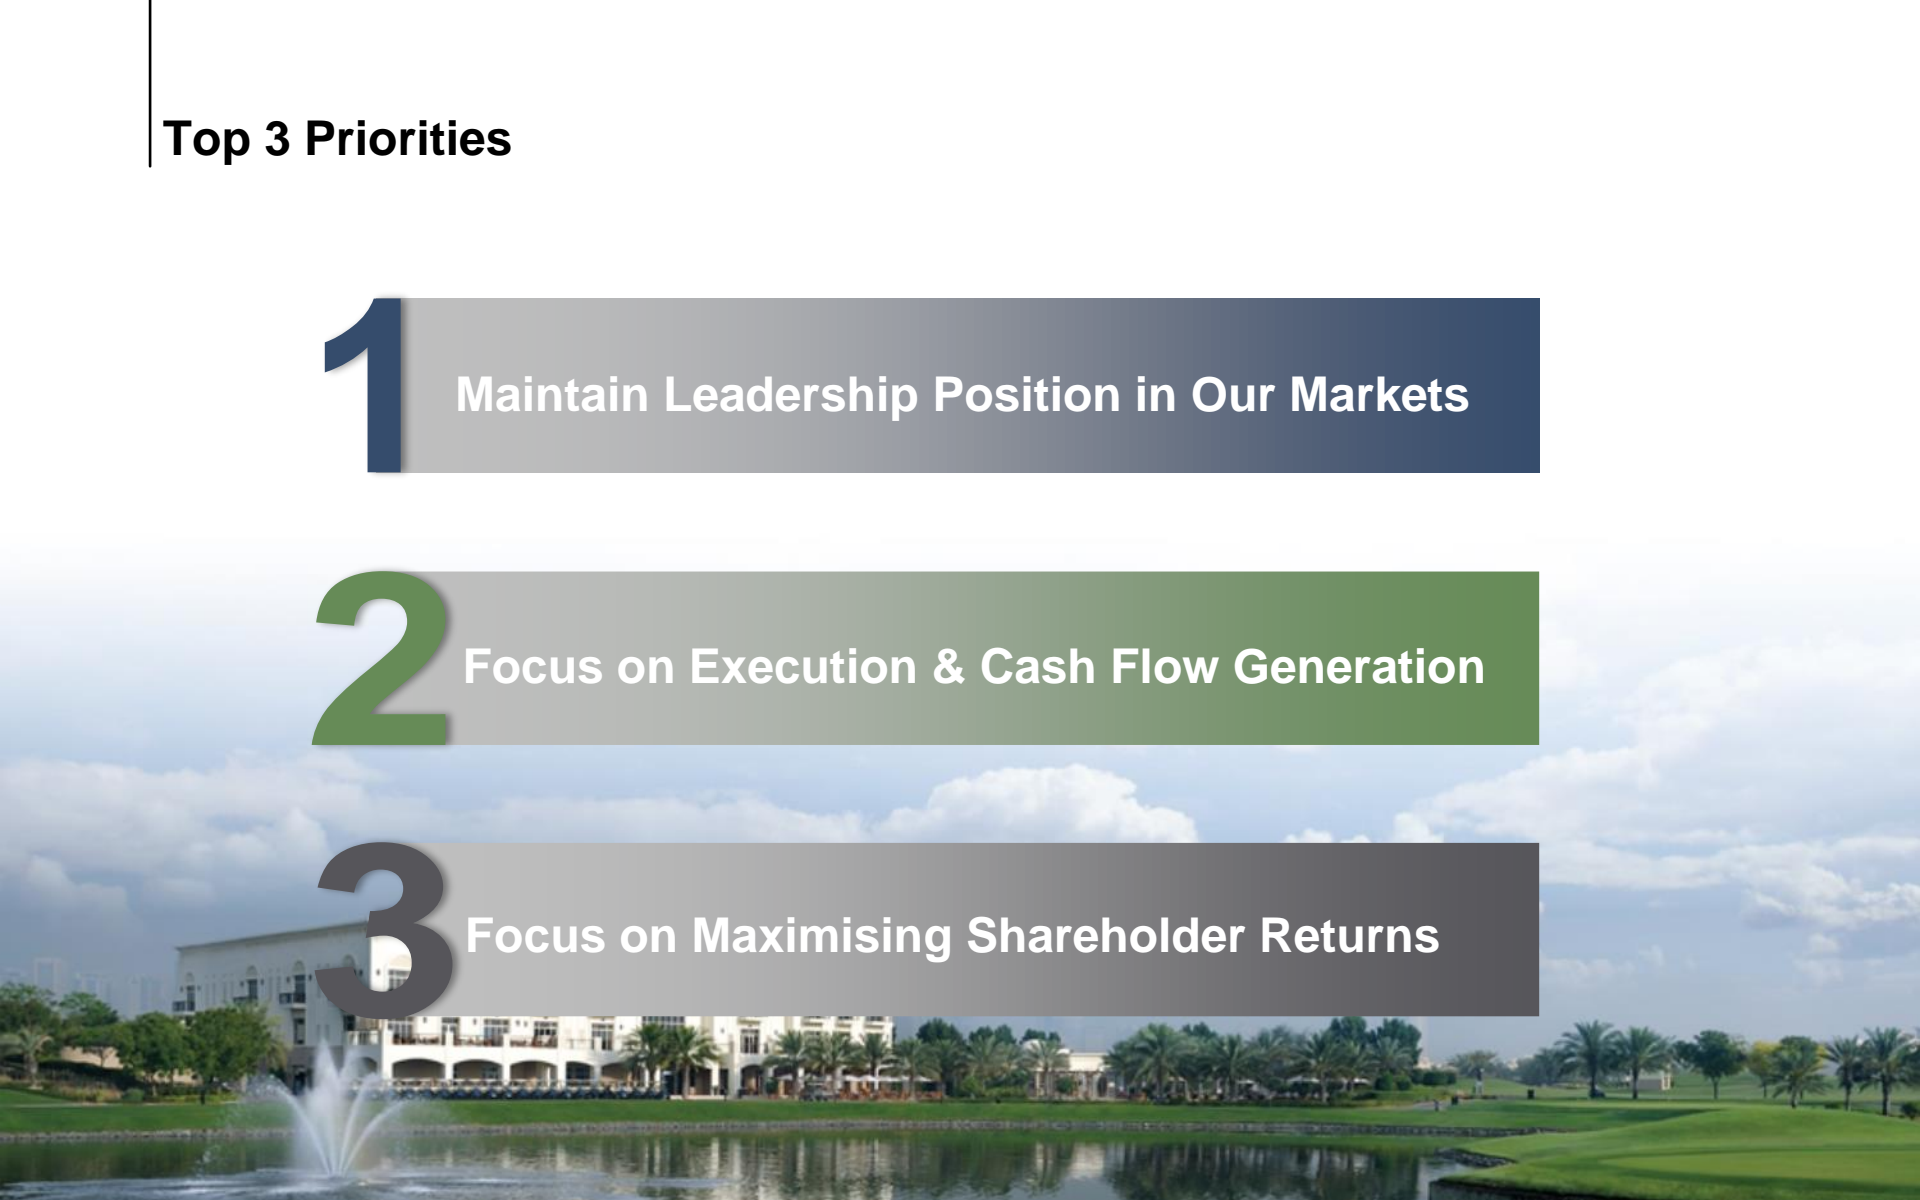 Top 3 Priorities
1
Maintain Leadership Position in Our Markets
2
Focus on Execution & Cash Flow Generation
3
Focus on Maximising Shareholder Returns